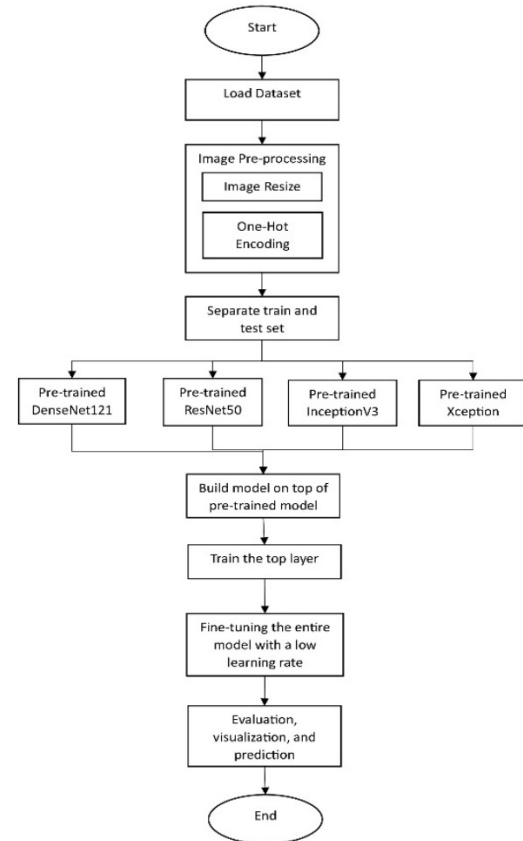 Start
Load Dataset
Image Pre-processing
Image Resize
One-Hot
Encoding
Separate train and
test set
Pre-trained
DenseNet121
Pre-trained
ResNet50
Pre-trained
InceptionV3
Pre-trained
Xception
Build model on top of
pre-trained model
Train the top layer
Fine-tuning the entire
model with a low
learning rate
Evaluation,
visualization, and
prediction
End